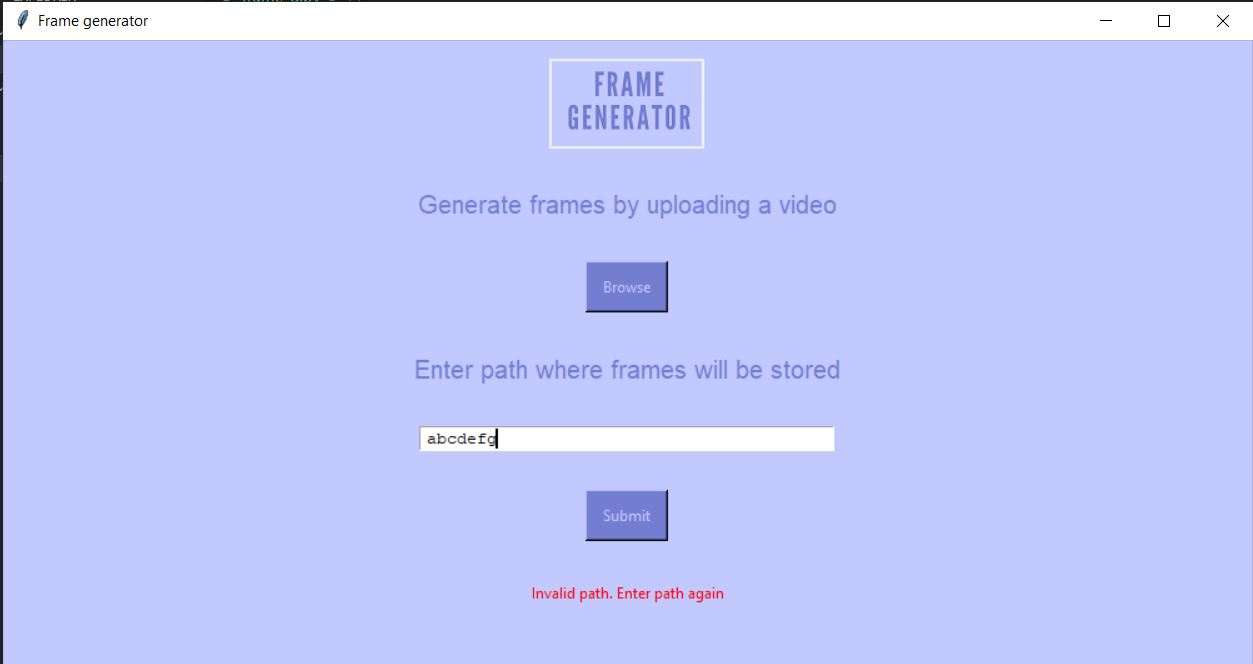 Frame generator
FRAME
GENERATOR
Generate frames by uploading a video
Browse
Enter path where frames will be stored
abcdefg
Submit
Invalid path. Enter path again